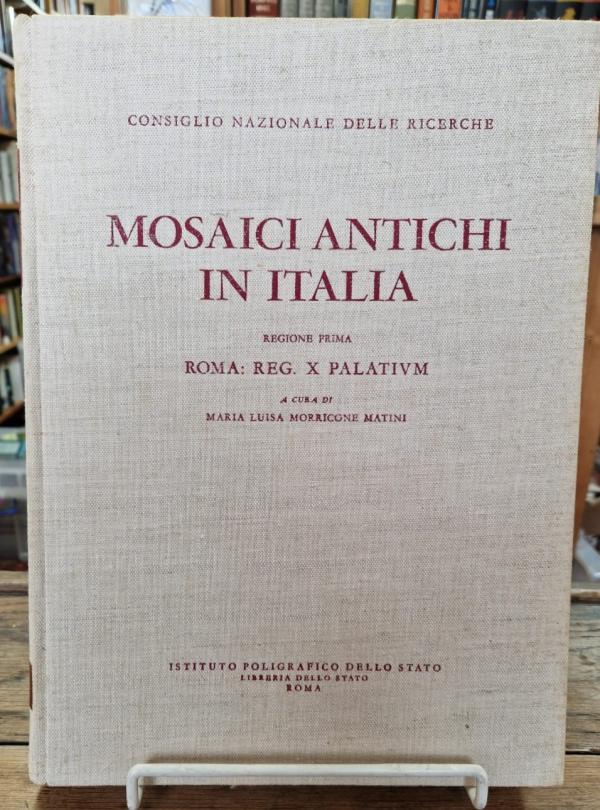 CONSIGLIO NAZIONALE DELLE RICERCHE
MOSAICI ANTICHI
IN ITALIA
REGIONE PRIMA
ROMA: REG. X PALATIVM
A CURA DI
MARIA LUISA MORRICONE MATINI
ISTITUTO POLIGRAFICO DELLO STATO
LIBRERIA DELLO STATO
ROMA